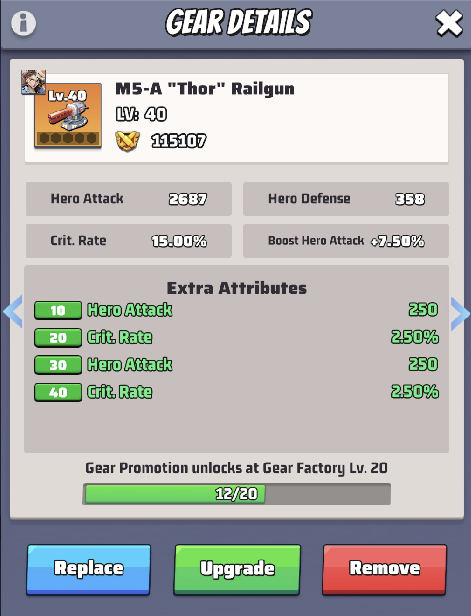 GEAR DETAILS
Lv.40
M5-A "Thor" Railgun
LV: 40
115107
Hero Attack 2687
Hero Defense 358
Crit. Rate 15.00%
Boost Hero Attack +7.50%
Extra Attributes
10 Hero Attack 250
20 Crit. Rate 2.50%
30 Hero Attack 250
40 Crit. Rate 2.50%
Gear Promotion unlocks at Gear Factory Lv. 20
12/20
Replace
Upgrade
Remove